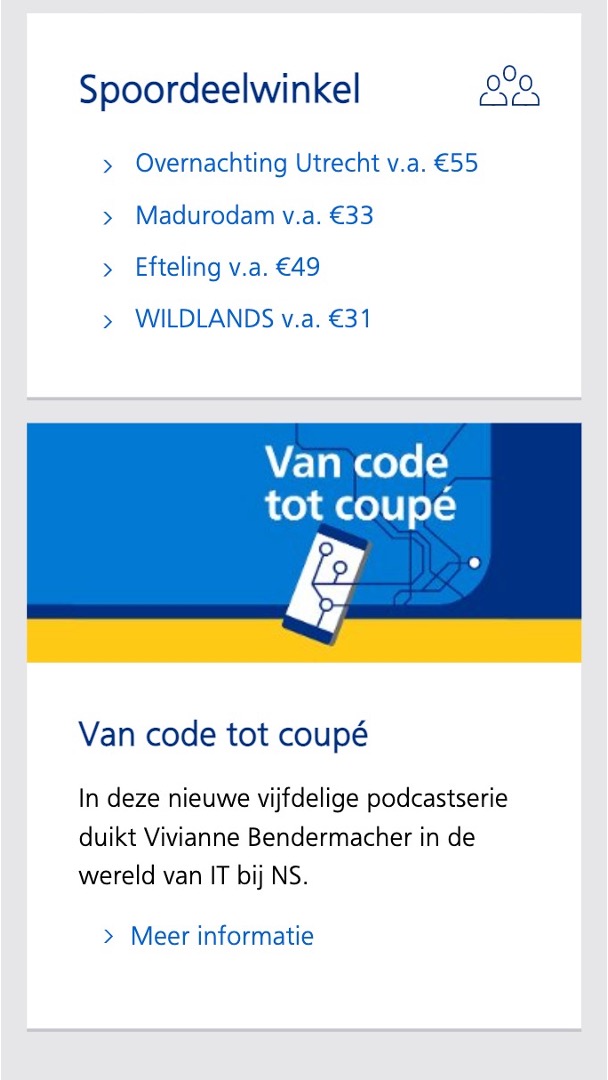 Spoordeelwinkel
Overnachting Utrecht v.a. €55
Madurodam v.a. €33
Efteling v.a. €49
WILDLANDS v.a. €31
Van code
tot coupé
Van code tot coupé
In deze nieuwe vijfdelige podcastserie
duikt Vivianne Bendermacher in de
wereld van IT bij NS.
Meer informatie